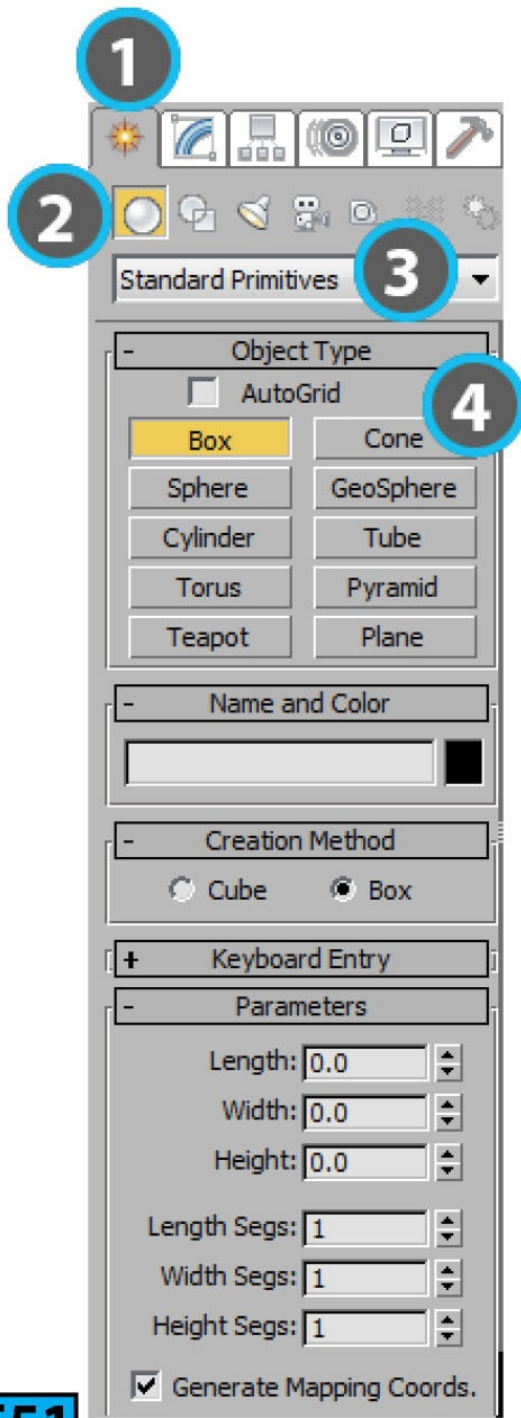 1
2
Standard Primitives
3
- Object Type
AutoGrid
4
Box Cone
Sphere GeoSphere
Cylinder Tube
Torus Pyramid
Teapot Plane
- Name and Color
- Creation Method
Cube Box
+ Keyboard Entry
- Parameters
Length: 0.0
Width: 0.0
Height: 0.0
Length Segs: 1
Width Segs: 1
Height Segs: 1
Generate Mapping Coords.